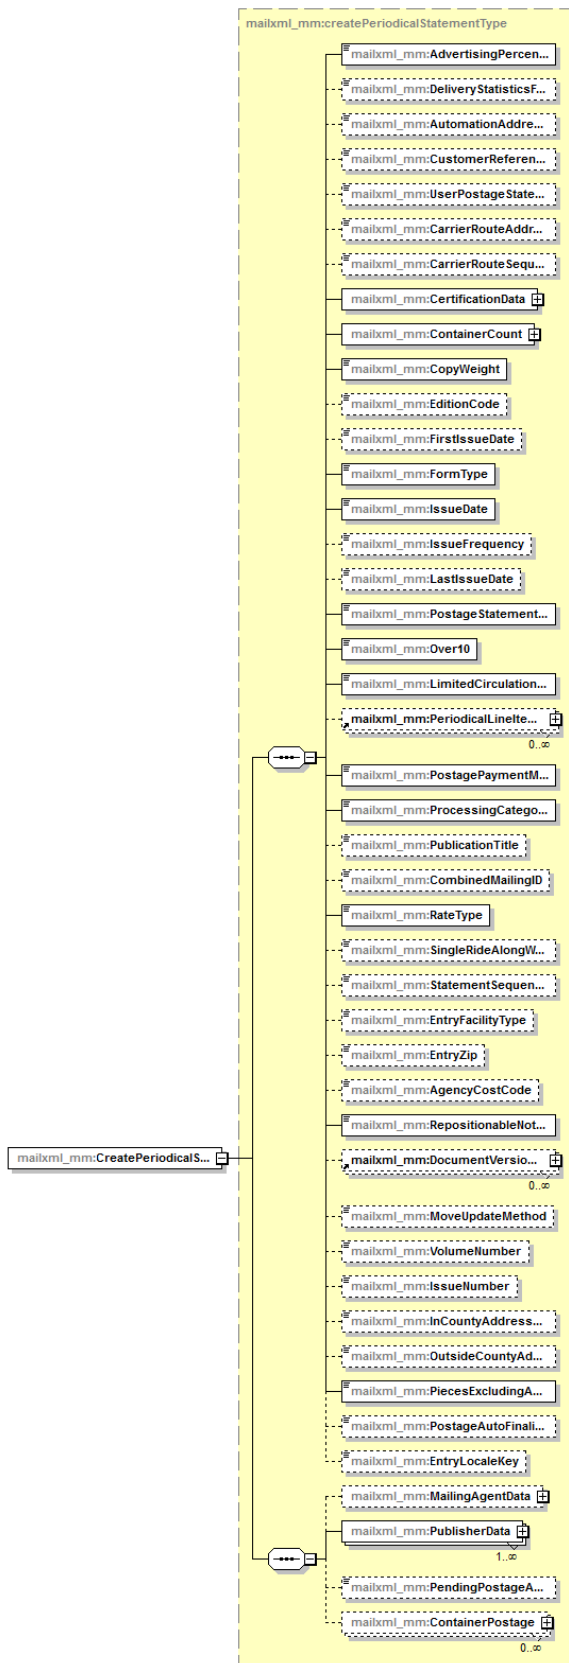 mailxml_mm:createPeriodicalStatementType
mailxml_mm:AdvertisingPercen...
mailxml_mm:DeliveryStatisticsF...
mailxml_mm:AutomationAddre...
mailxml_mm:CustomerReferen...
mailxml_mm:UserPostageState...
mailxml_mm:CarrierRouteAddr...
mailxml_mm:CarrierRouteSequ...
mailxml_mm:CertificationData
mailxml_mm:ContainerCount
mailxml_mm:CopyWeight
mailxml_mm:EditionCode
mailxml_mm:FirstIssueDate
mailxml_mm:FormType
mailxml_mm:IssueDate
mailxml_mm:IssueFrequency
mailxml_mm:LastIssueDate
mailxml_mm:PostageStatement...
mailxml_mm:Over10
mailxml_mm:LimitedCirculation...
mailxml_mm:PeriodicalLineIte...
0..∞
mailxml_mm:PostagePaymentM...
mailxml_mm:ProcessingCatego...
mailxml_mm:PublicationTitle
mailxml_mm:CombinedMailingID
mailxml_mm:RateType
mailxml_mm:SingleRideAlongW...
mailxml_mm:StatementSequen...
mailxml_mm:EntryFacilityType
mailxml_mm:EntryZip
mailxml_mm:AgencyCostCode
mailxml_mm:RepositionableNot...
mailxml_mm:CreatePeriodicalS...
mailxml_mm:DocumentVersio...
0..∞
mailxml_mm:MoveUpdateMethod
mailxml_mm:VolumeNumber
mailxml_mm:IssueNumber
mailxml_mm:InCountyAddress...
mailxml_mm:OutsideCountyAd...
mailxml_mm:PiecesExcludingA...
mailxml_mm:PostageAutoFinali...
mailxml_mm:EntryLocaleKey
mailxml_mm:MailingAgentData
mailxml_mm:PublisherData
1..∞
mailxml_mm:PendingPostageA...
mailxml_mm:ContainerPostage
0..∞